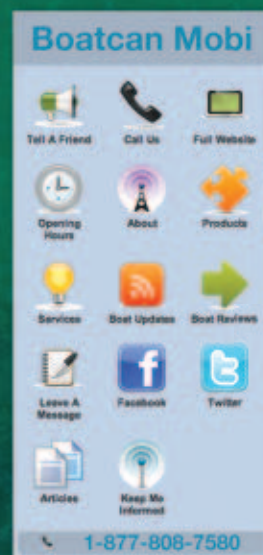 Boatcan Mobi
Tell A Friend Call Us Full Website
Opening Hours About Products
Services Boat Updates Boat Reviews
Leave A Message Facebook Twitter
Articles Keep Me Informed
1-877-808-7580